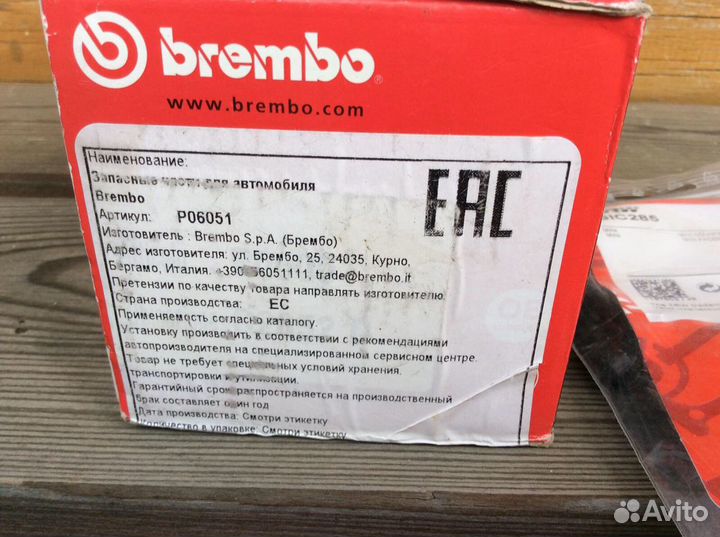 brembo
www.brembo.com
Наименование:
Запасные части для автомобиля
Brembo
Артикул: P06051
Изготовитель : Brembo S.p.A. (Брембо)
Адрес изготовителя: ул. Брембо, 25, 24035, Курно,
Бергамо, Италия. trade@brembo.it
Претензии по качеству товара направлять изготовителю.
Страна производства: ЕС
Применяемость согласно каталогу.
Установку производить в соответствии с рекомендациями
автопроизводителя на специализированном сервисном центре.
Товар не требует специальных условий хранения,
транспортировки и утилизации.
Гарантийный срок распространяется на производственный
брак составляет один год
Дата производства: Смотри этикетку
Количество в упаковке: Смотри этикетку
EAC
Avito